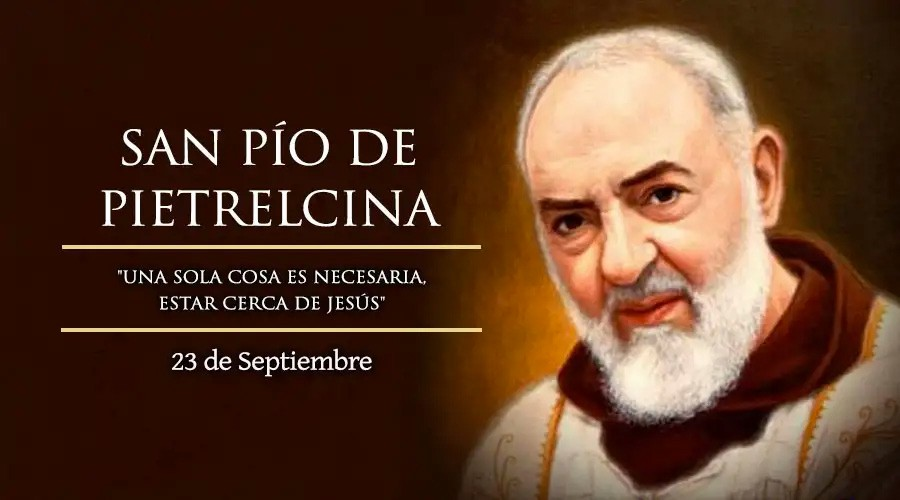 SAN PÍO DE
PIETRELCINA
"UNA SOLA COSA ES NECESARIA,
ESTAR CERCA DE JESÚS"
23 de Septiembre